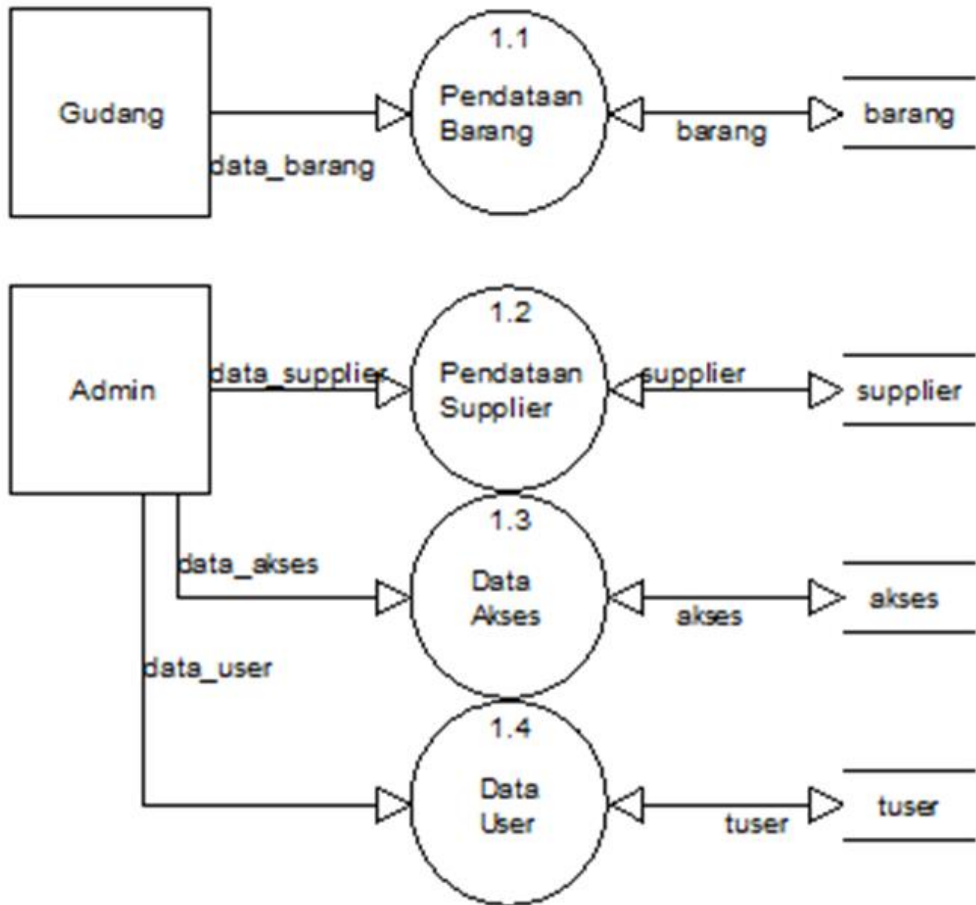 1.1
Gudang
Pendataan
Barang
barang
barang
data_barang
1.2
Admin
data_supplier
Pendataan
Supplier
supplier
supplier
1.3
data_akses
Data
Akses
akses
akses
data_user
1.4
Data
User
tuser
tuser